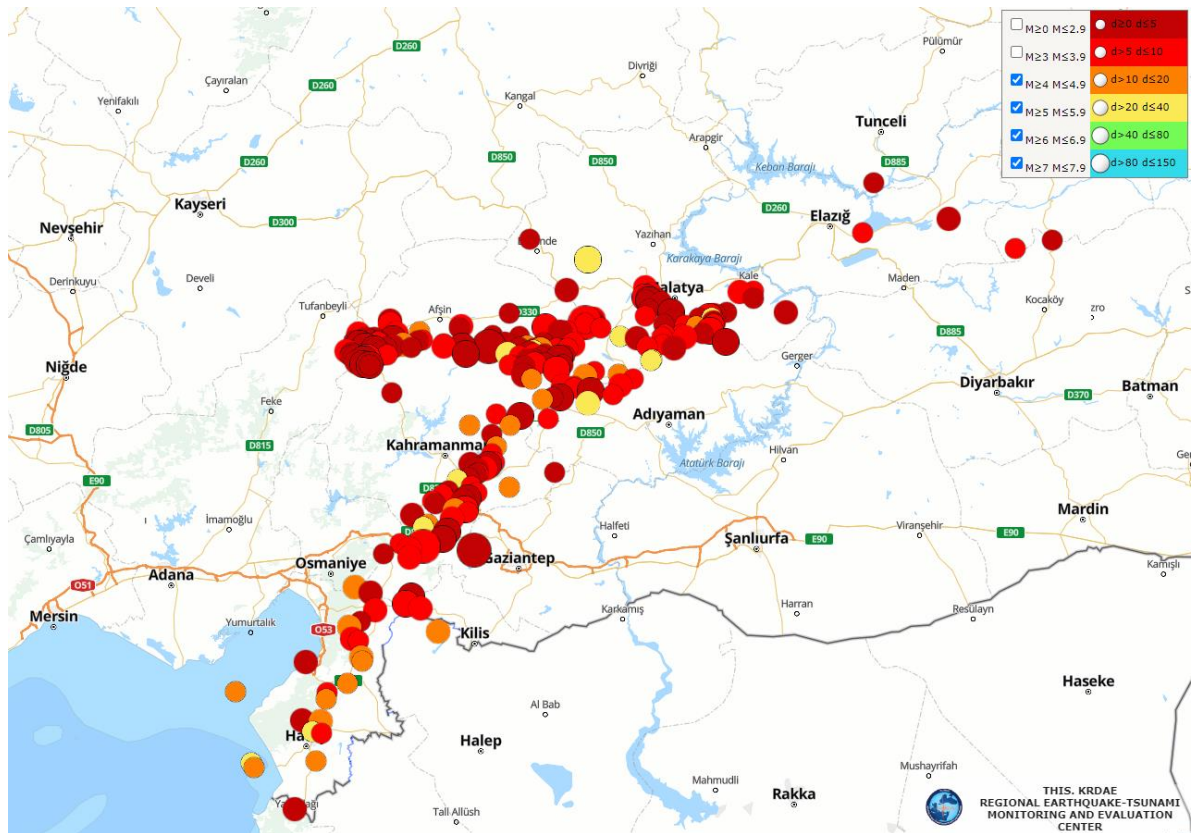 D260
Pülümür
M≥0 M≤2.9
d≥0 d≤5
M≥3 M≤3.9
d>5 d≤10
M≥4 M≤4.9
d>10 d≤20
M≥5 M≤5.9
d>20 d≤40
M≥6 M≤6.9
d>40 d≤80
M≥7 M≤7.9
d>80 d≤150
Çayıralan
Divriği
D260
Yenifakılı
Kangal
Tunceli
Arapgir
D260
D850
D850
D885
Keban Barajı
Kayseri
D300
D260
Elazığ
Nevşehir
Yazıhan
Karakaya Barajı
Derinkuyu
Develi
Kale
Maden
Malatya
Tufanbeyli
Afşin
D330
Kocaköy
D885
Gerger
Niğde
Diyarbakır
Batman
Feke
D370
Adıyaman
D805
D815
D850
Kahramanmar
Hilvan
Atatürk Barajı
E90
Mardin
İmamoğlu
Halfeti
Viranşehir
Çamlıyayla
Şanlıurfa
E90
E90
Osmaniye
Gaziantep
Adana
O51
Kamışlı
Mersin
Yumurtalık
O53
Karkamış
Harran
Resulayn
Kilis
Haseke
Al Bab
Halep
Mahmudli
Mushayrifah
Rakka
Tall Allüsh
THIS. KRDAE
REGIONAL EARTHQUAKE-TSUNAMI
MONITORING AND EVALUATION
CENTER